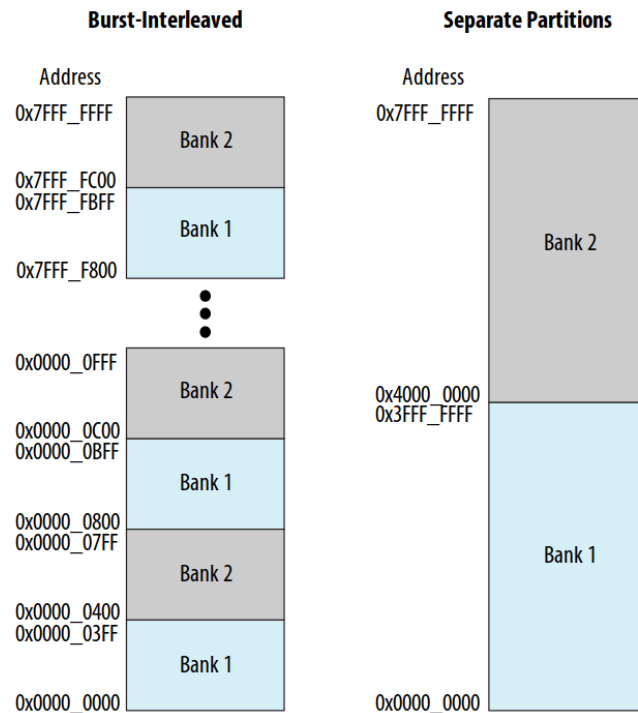 Burst-Interleaved
Address
0x7FFF_FFFF
Bank 2
0x7FFF_FC00
0x7FFF_FBFF
Bank 1
0x7FFF_F800
0x0000_0FFF
Bank 2
0x0000_0C00
0x0000_0BFF
Bank 1
0x0000_0800
0x0000_07FF
Bank 2
0x0000_0400
0x0000_03FF
Bank 1
0x0000_0000
Separate Partitions
Address
0x7FFF_FFFF
Bank 2
0x4000_0000
0x3FFF_FFFF
Bank 1
0x0000_0000